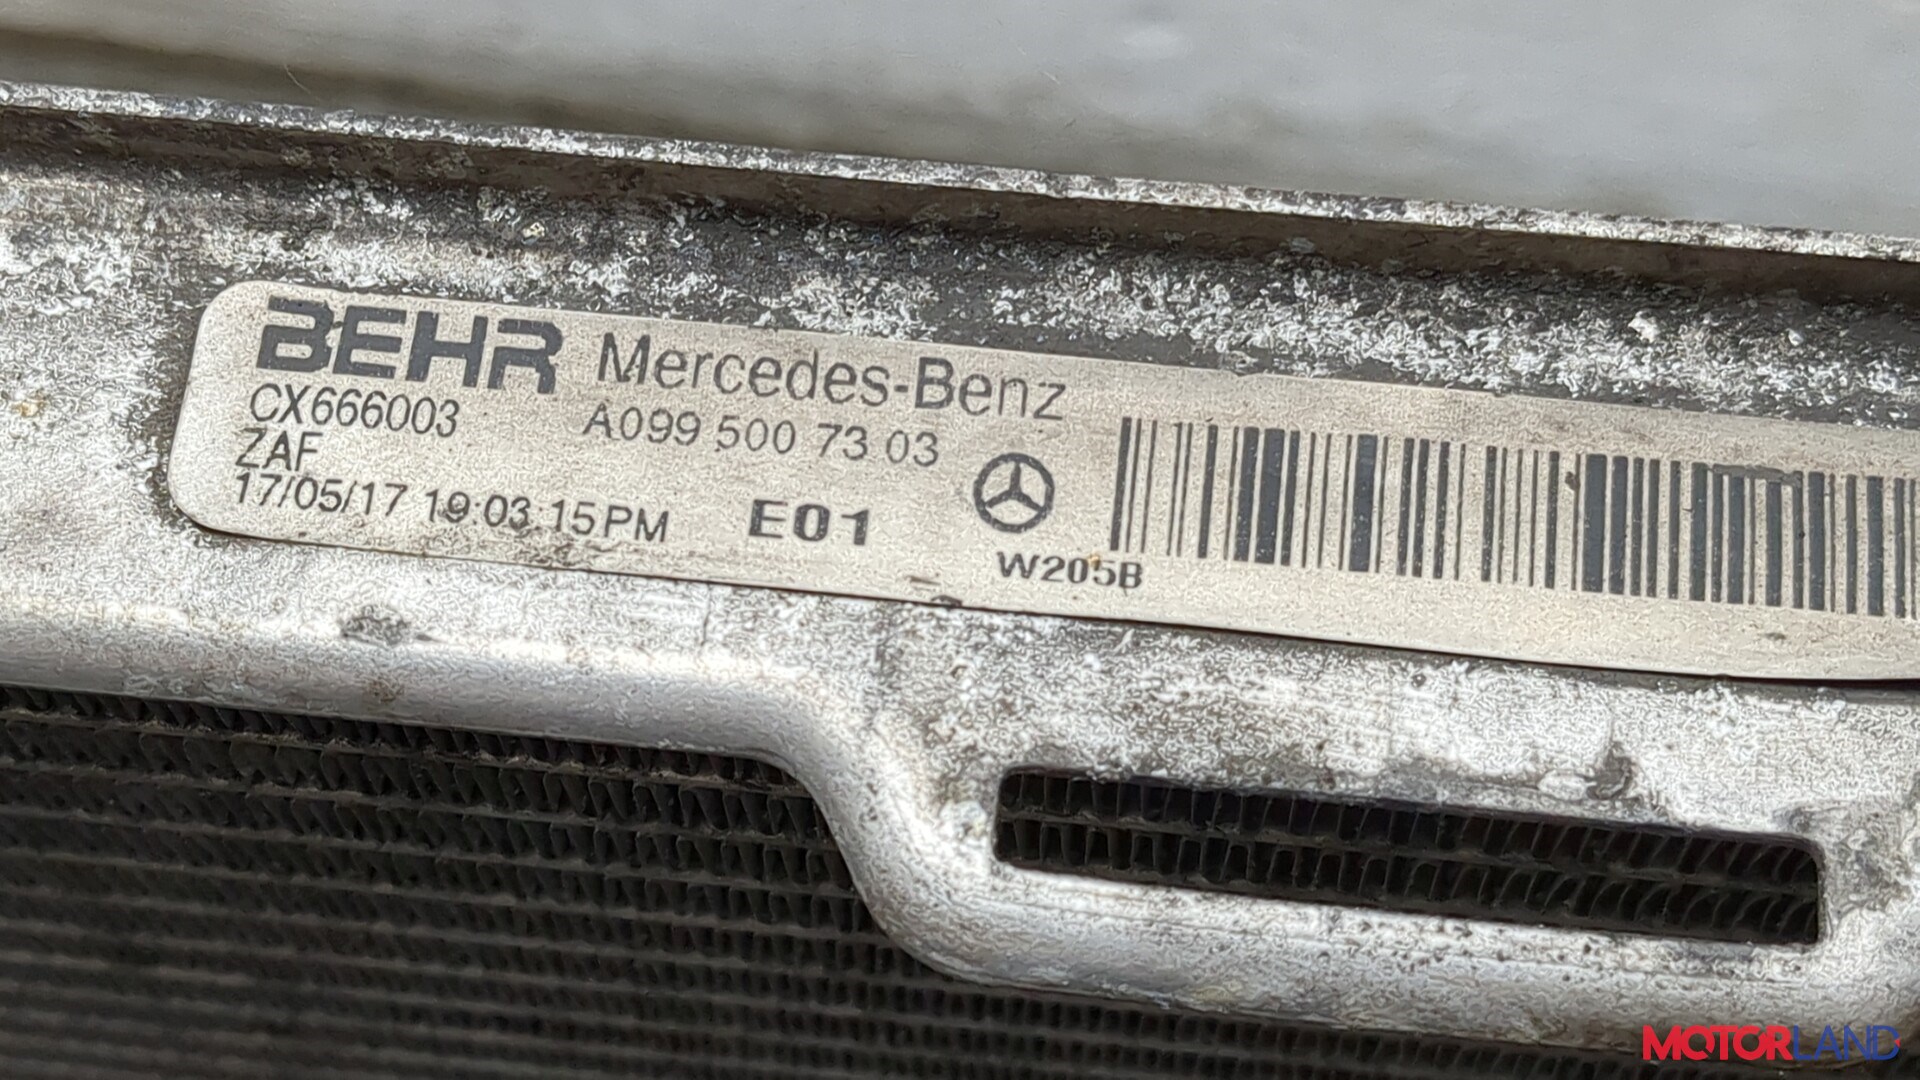 BEHR Mercedes-Benz
CX666003 A099 500 73 03
ZAF
17/05/17 19:03:15PM E01
W205B
MOTORLAND